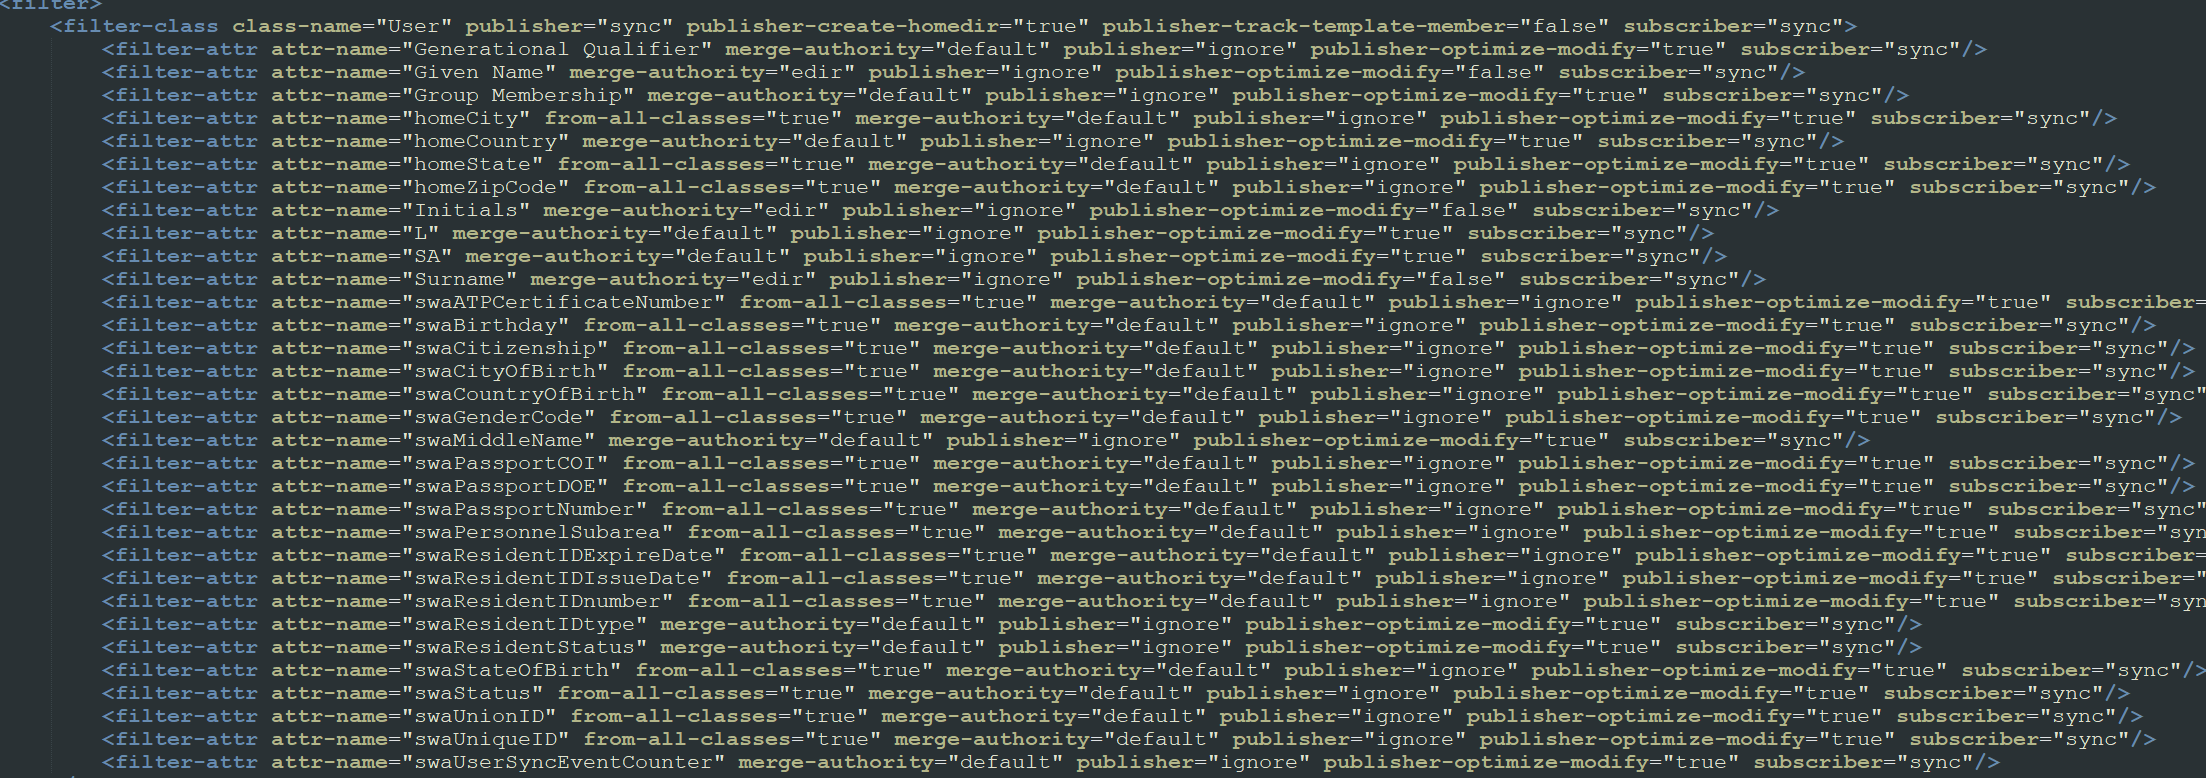 <filter>
<filter-class class-name="User" publisher="sync" publisher-create-homedir="true" publisher-track-template-member="false" subscriber="sync">
<filter-attr attr-name="Generational Qualifier" merge-authority="default" publisher="ignore" publisher-optimize-modify="true" subscriber="sync"/>
<filter-attr attr-name="Given Name" merge-authority="edir" publisher="ignore" publisher-optimize-modify="false" subscriber="sync"/>
<filter-attr attr-name="Group Membership" merge-authority="default" publisher="ignore" publisher-optimize-modify="true" subscriber="sync"/>
<filter-attr attr-name="homeCity" from-all-classes="true" merge-authority="default" publisher="ignore" publisher-optimize-modify="true" subscriber="sync"/>
<filter-attr attr-name="homeCountry" merge-authority="default" publisher="ignore" publisher-optimize-modify="true" subscriber="sync"/>
<filter-attr attr-name="homeState" from-all-classes="true" merge-authority="default" publisher="ignore" publisher-optimize-modify="true" subscriber="sync"/>
<filter-attr attr-name="homeZipCode" from-all-classes="true" merge-authority="default" publisher="ignore" publisher-optimize-modify="true" subscriber="sync"/>
<filter-attr attr-name="Initials" merge-authority="edir" publisher="ignore" publisher-optimize-modify="false" subscriber="sync"/>
<filter-attr attr-name="L" merge-authority="default" publisher="ignore" publisher-optimize-modify="true" subscriber="sync"/>
<filter-attr attr-name="SA" merge-authority="default" publisher="ignore" publisher-optimize-modify="true" subscriber="sync"/>
<filter-attr attr-name="Surname" merge-authority="edir" publisher="ignore" publisher-optimize-modify="false" subscriber="sync"/>
<filter-attr attr-name="swaATPCertificateNumber" from-all-classes="true" merge-authority="default" publisher="ignore" publisher-optimize-modify="true" subscriber=
<filter-attr attr-name="swaBirthday" from-all-classes="true" merge-authority="default" publisher="ignore" publisher-optimize-modify="true" subscriber="sync"/>
<filter-attr attr-name="swaCitizenship" from-all-classes="true" merge-authority="default" publisher="ignore" publisher-optimize-modify="true" subscriber="sync"/>
<filter-attr attr-name="swaCityOfBirth" from-all-classes="true" merge-authority="default" publisher="ignore" publisher-optimize-modify="true" subscriber="sync"/>
<filter-attr attr-name="swaCountryOfBirth" from-all-classes="true" merge-authority="default" publisher="ignore" publisher-optimize-modify="true" subscriber="sync"
<filter-attr attr-name="swaGenderCode" from-all-classes="true" merge-authority="default" publisher="ignore" publisher-optimize-modify="true" subscriber="sync"/>
<filter-attr attr-name="swaMiddleName" merge-authority="default" publisher="ignore" publisher-optimize-modify="true" subscriber="sync"/>
<filter-attr attr-name="swaPassportCOI" from-all-classes="true" merge-authority="default" publisher="ignore" publisher-optimize-modify="true" subscriber="sync"/>
<filter-attr attr-name="swaPassportDOE" from-all-classes="true" merge-authority="default" publisher="ignore" publisher-optimize-modify="true" subscriber="sync"/>
<filter-attr attr-name="swaPassportNumber" from-all-classes="true" merge-authority="default" publisher="ignore" publisher-optimize-modify="true" subscriber="sync"
<filter-attr attr-name="swaPersonnelSubarea" from-all-classes="true" merge-authority="default" publisher="ignore" publisher-optimize-modify="true" subscriber="syn
<filter-attr attr-name="swaResidentIDExpireDate" from-all-classes="true" merge-authority="default" publisher="ignore" publisher-optimize-modify="true" subscriber=
<filter-attr attr-name="swaResidentIDIssueDate" from-all-classes="true" merge-authority="default" publisher="ignore" publisher-optimize-modify="true" subscriber="
<filter-attr attr-name="swaResidentIDnumber" from-all-classes="true" merge-authority="default" publisher="ignore" publisher-optimize-modify="true" subscriber="syn
<filter-attr attr-name="swaResidentIDtype" merge-authority="default" publisher="ignore" publisher-optimize-modify="true" subscriber="sync"/>
<filter-attr attr-name="swaResidentStatus" merge-authority="default" publisher="ignore" publisher-optimize-modify="true" subscriber="sync"/>
<filter-attr attr-name="swaStateOfBirth" from-all-classes="true" merge-authority="default" publisher="ignore" publisher-optimize-modify="true" subscriber="sync"/>
<filter-attr attr-name="swaStatus" from-all-classes="true" merge-authority="default" publisher="ignore" publisher-optimize-modify="true" subscriber="sync"/>
<filter-attr attr-name="swaUnionID" from-all-classes="true" merge-authority="default" publisher="ignore" publisher-optimize-modify="true" subscriber="sync"/>
<filter-attr attr-name="swaUniqueID" from-all-classes="true" merge-authority="default" publisher="ignore" publisher-optimize-modify="true" subscriber="sync"/>
<filter-attr attr-name="swaUserSyncEventCounter" merge-authority="default" publisher="ignore" publisher-optimize-modify="true" subscriber="sync"/>